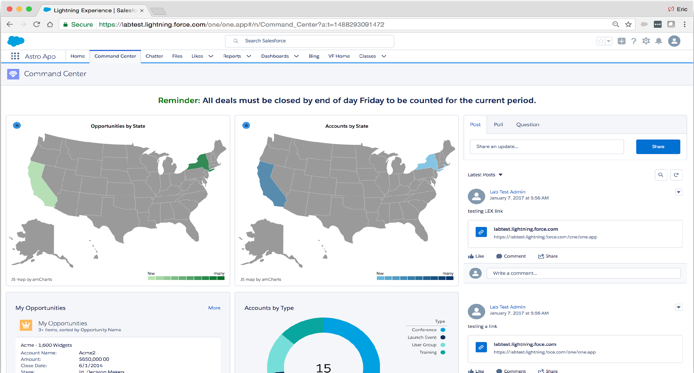 Lightning Experience | Salesfo
Eric
Secure https://labtest.lightning.force.com/one/one.app#/n/Command_Center?a:t=1488293091472
Search Salesforce
Astro App Home Command Center Chatter Files Likes Reports Dashboards Blog VF Home Classes
Command Center
Reminder: All deals must be closed by end of day Friday to be counted for the current period.
Opportunities by State
few many
JS map by amCharts
Accounts by State
few many
JS map by amCharts
Post Poll Question
Share an update... Share
Latest Posts
Leo Test Admin
January 7, 2017 at 5:56 AM
testing LEX link
labtest.lightning.force.com
https://labtest.lightning.force.com/one/one.app
Like Comment Share
Write a comment...
Leo Test Admin
January 7, 2017 at 5:56 AM
testing a link
labtest.lightning.force.com
https://labtest.lightning.force.com/one/one.app
Like Comment Share
My Opportunities More
My Opportunities
3+ items, sorted by Opportunity Name
Acme - 1,600 Widgets
Account Name: Acme2
Amount:
Close Date: 6/1/2014
Decision Makers
Accounts by Type
15
Type
Conference
Launch Event
User Group
Training